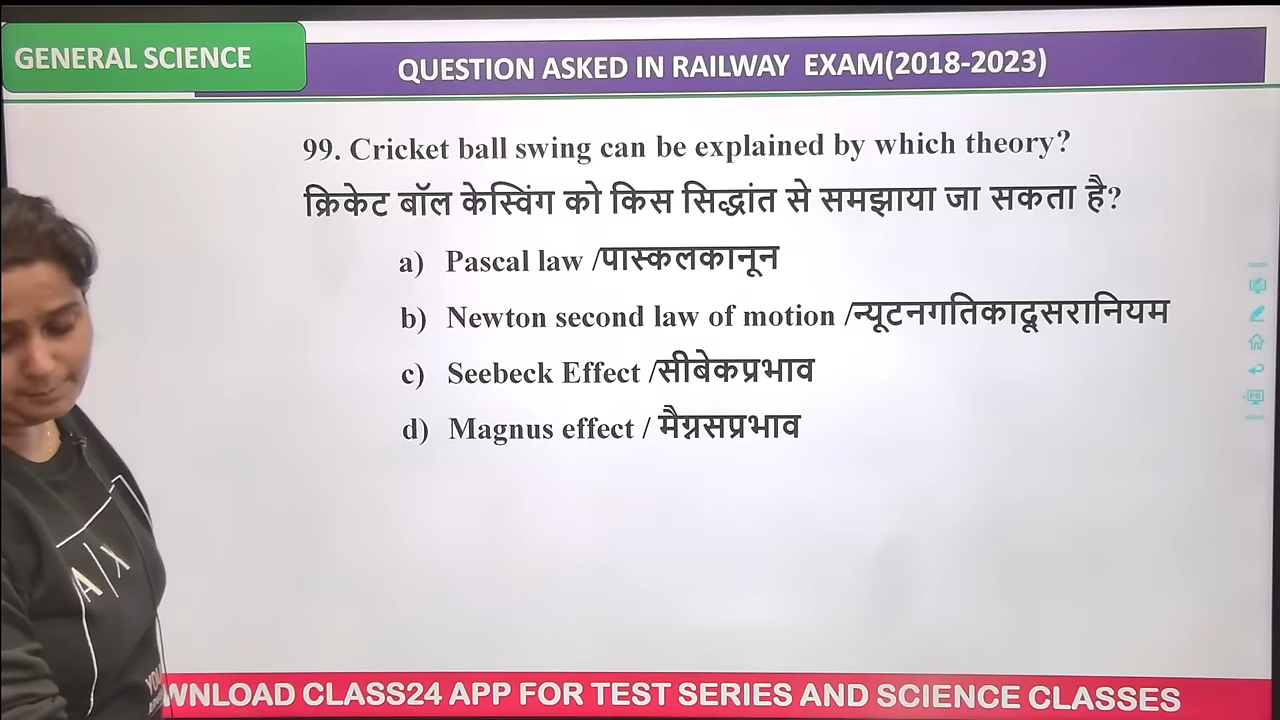 GENERAL SCIENCE
QUESTION ASKED IN RAILWAY EXAM(2018-2023)
99. Cricket ball swing can be explained by which theory?
क्रिकेट बॉल केस्विंग को किस सिद्धांत से समझाया जा सकता है?
a) Pascal law /पास्कलकानून
b) Newton second law of motion /न्यूटनगतिकादूसरानियम
c) Seebeck Effect /सीबेकप्रभाव
d) Magnus effect / मैग्नसप्रभाव
A|X
WNLOAD CLASS24 APP FOR TEST SERIES AND SCIENCE CLASSES